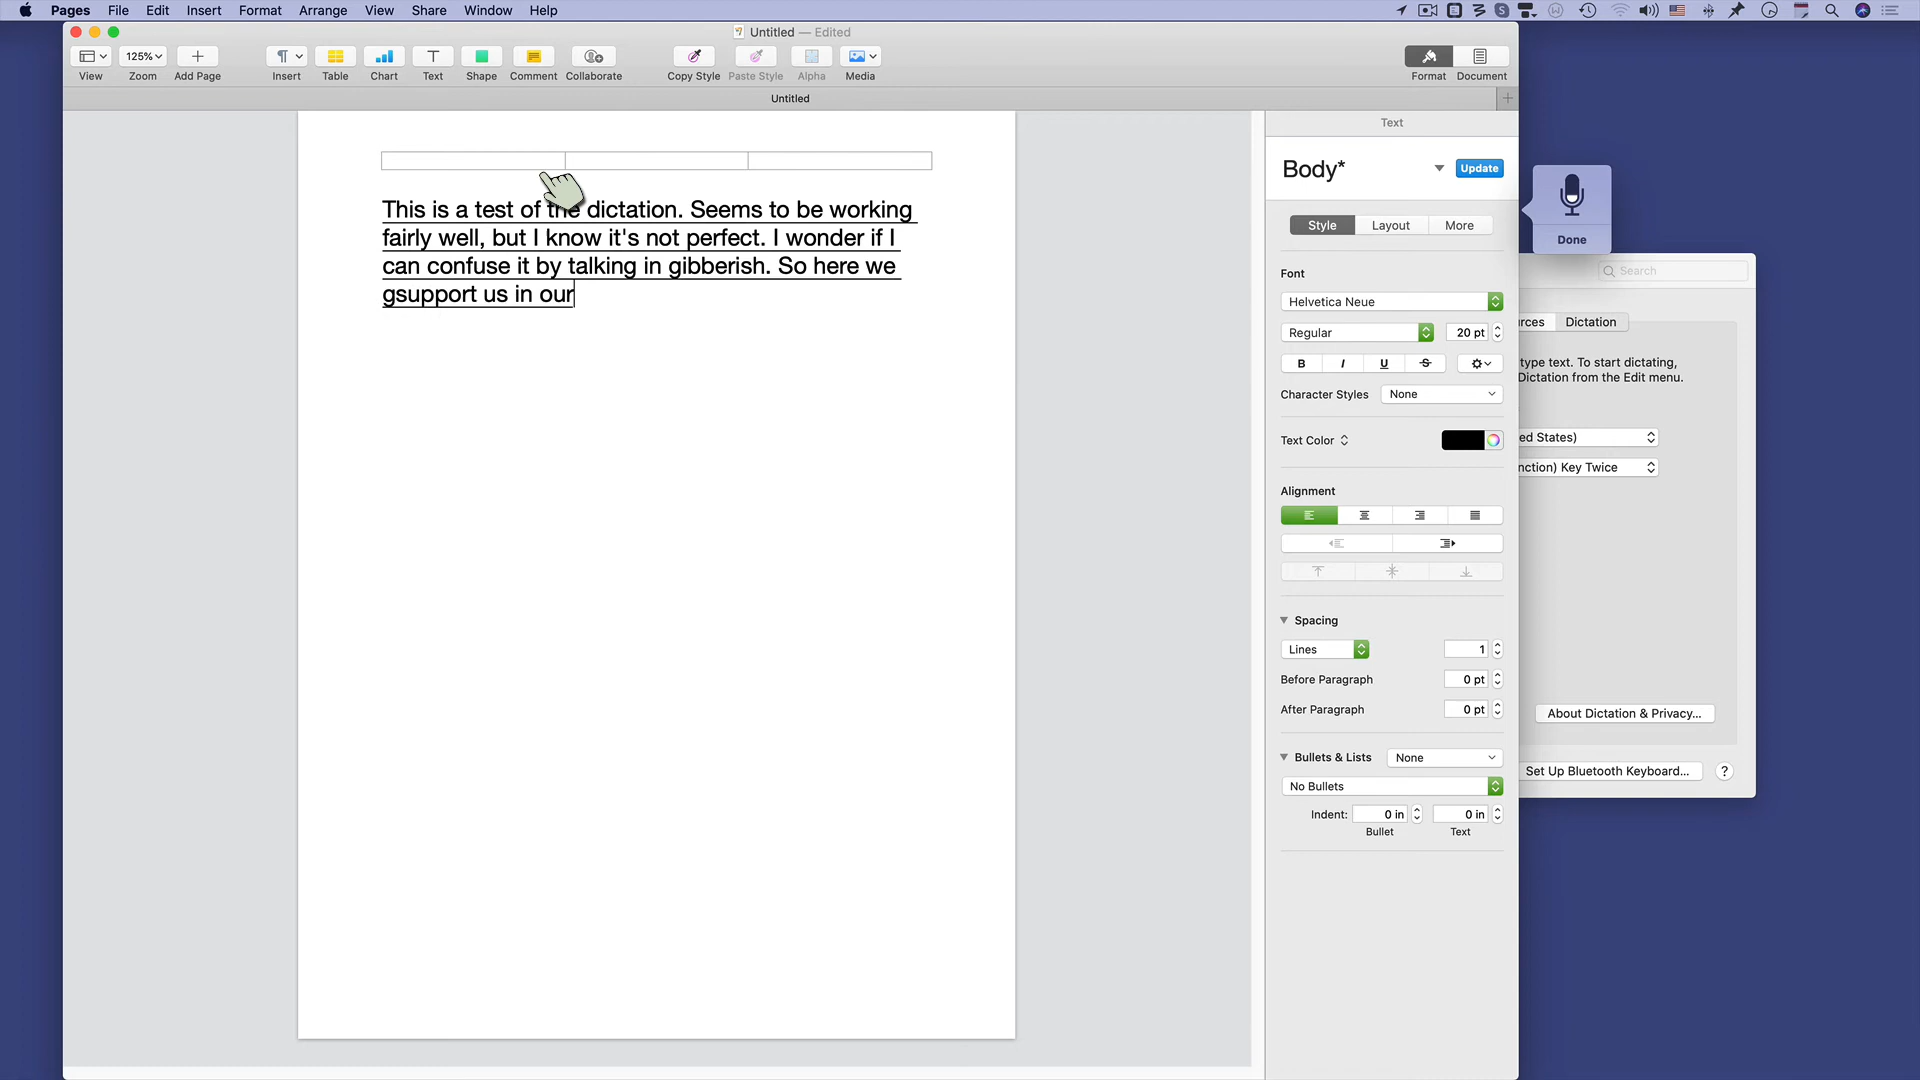 Pages File Edit Insert Format Arrange View Share Window Help
Untitled — Edited
125%
View Zoom Add Page Insert Table Chart Text Shape Comment Collaborate Copy Style Paste Style Alpha Media Format Document
Untitled
Text
Body*
Update
Style Layout More
Font
Helvetica Neue
Regular
20 pt
B I U S
Character Styles
None
Text Color
Alignment
Spacing
Lines
1
Before Paragraph
0 pt
After Paragraph
0 pt
Bullets & Lists
None
No Bullets
Indent:
0 in
0 in
Bullet
Text
This is a test of the dictation. Seems to be working
fairly well, but I know it's not perfect. I wonder if I
can confuse it by talking in gibberish. So here we
gsupport us in our
Done
Search
urces
Dictation
type text. To start dictating,
Dictation from the Edit menu.
ed States)
nction) Key Twice
About Dictation & Privacy...
Set Up Bluetooth Keyboard...
?